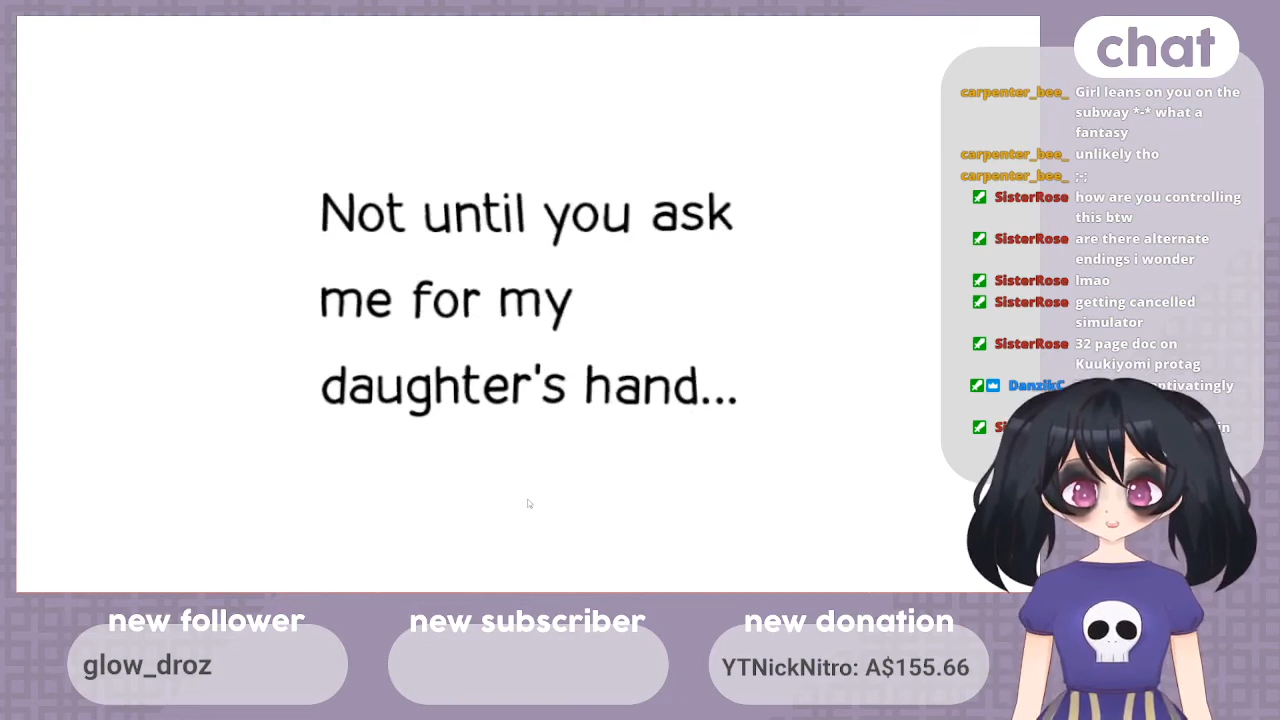 Not until you ask
me for my
daughter's hand...
chat
carpenter_bee_ Girl leans on you on the
subway *-* what a
fantasy
carpenter_bee_ unlikely tho
carpenter_bee_ :-;
SisterRose how are you controlling
this btw
SisterRose are there alternate
endings i wonder
SisterRose lmao
SisterRose getting cancelled
simulator
SisterRose 32 page doc on
Kuukiyomi protag
new follower
glow_droz
new subscriber
new donation
YTNickNitro: A$155.66